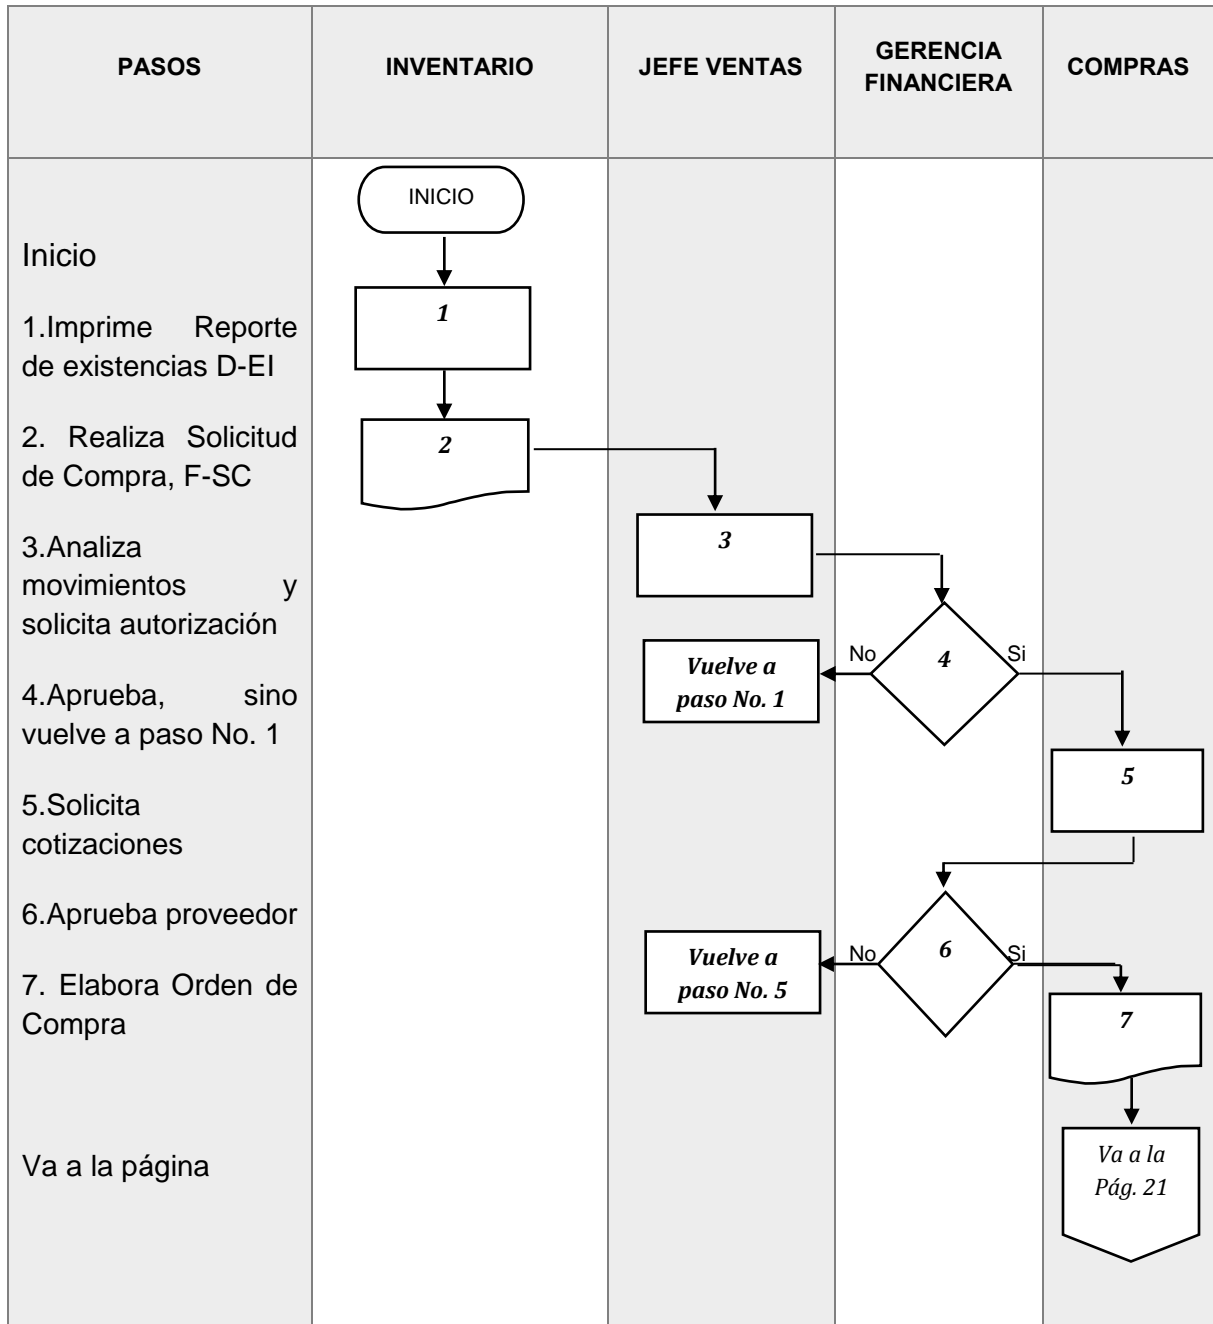 PASOS
INVENTARIO
JEFE VENTAS
GERENCIA
FINANCIERA
COMPRAS
Inicio
1.Imprime Reporte
de existencias D-EI
2. Realiza Solicitud
de Compra, F-SC
3.Analiza
movimientos y
solicita autorización
4.Aprueba, sino
vuelve a paso No. 1
5.Solicita
cotizaciones
6.Aprueba proveedor
7. Elabora Orden de
Compra
Va a la página
INICIO
1
2
3
4
No
Si
Vuelve a
paso No. 1
5
6
No
Si
Vuelve a
paso No. 5
7
Va a la
Pág. 21